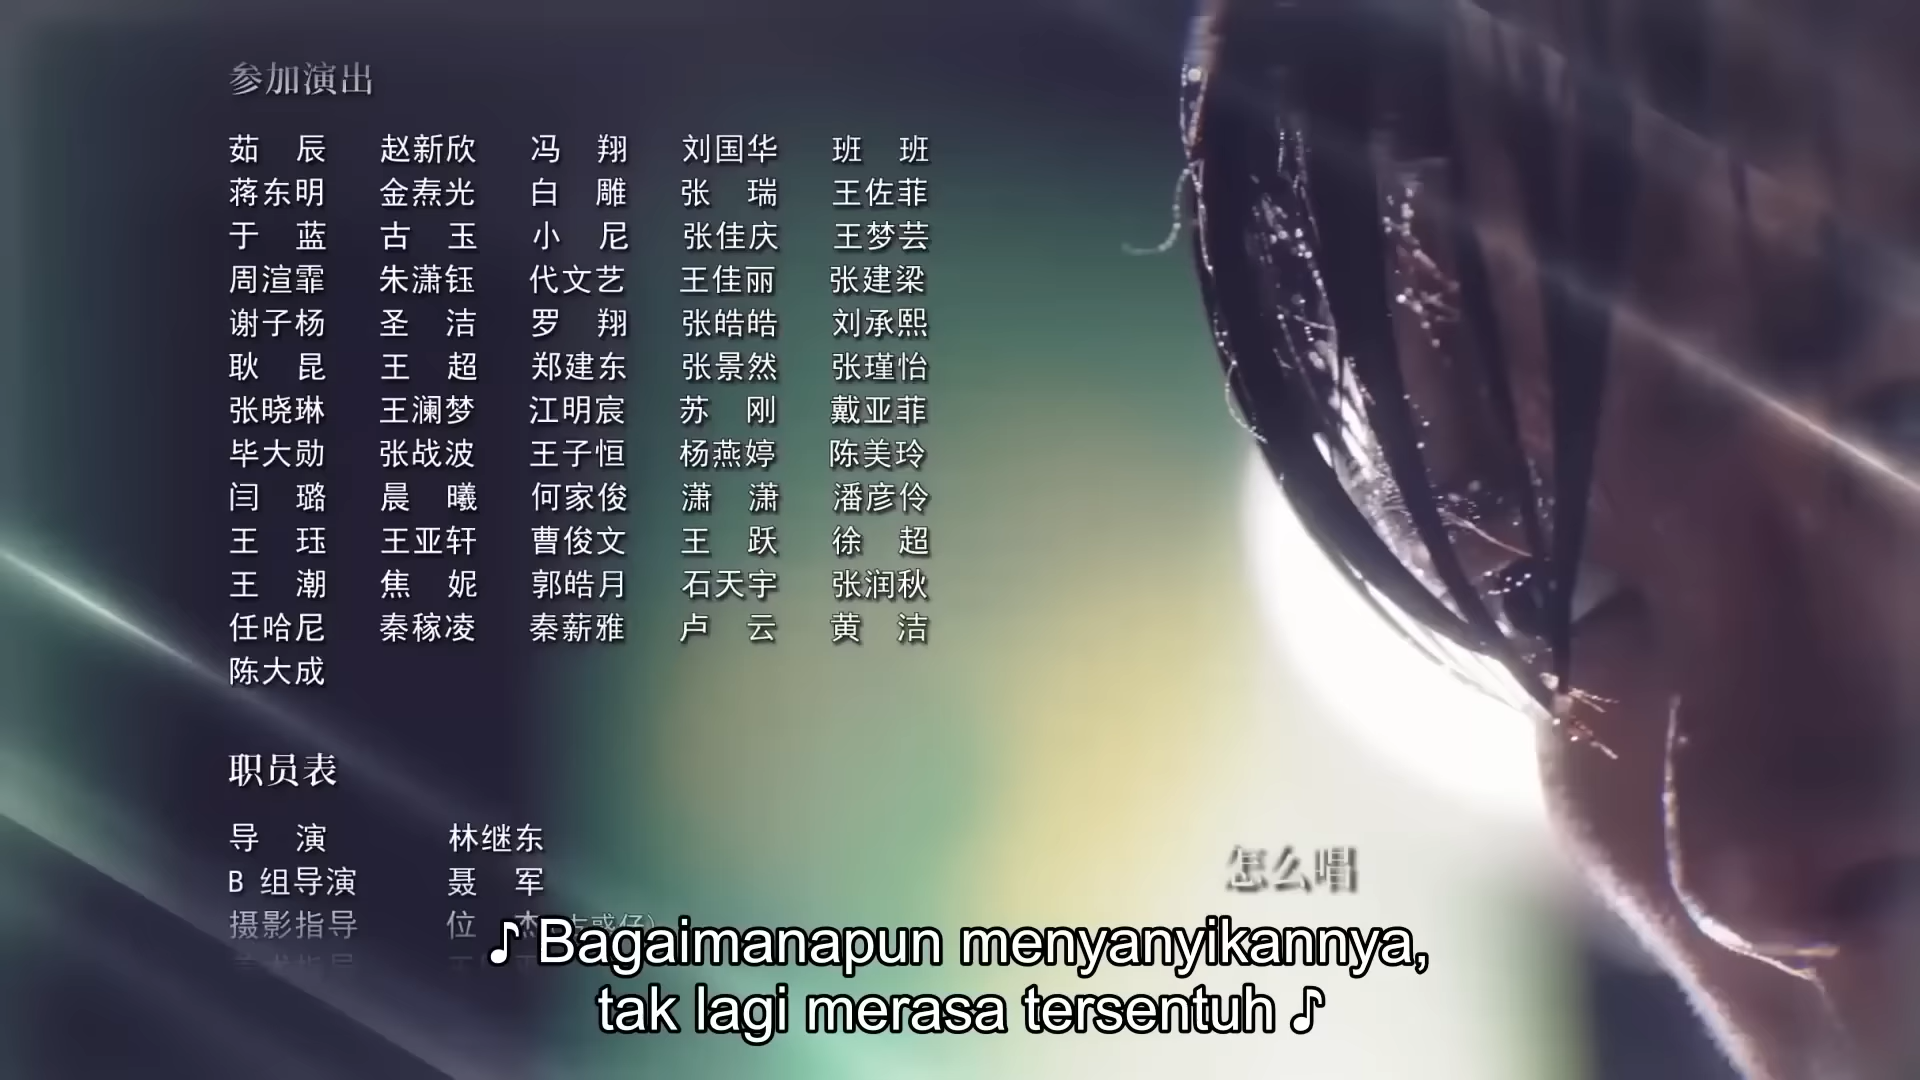 参加演出
茹 辰 赵新欣 冯 翔 刘国华 班 班
蒋东明 金焘光 白 雕 张 瑞 王佐菲
于 蓝 古 玉 小 尼 张佳庆 王梦芸
周渲霏 朱潇钰 代文艺 王佳丽 张建梁
谢子杨 圣 洁 罗 翔 张皓皓 刘承熙
耿 昆 王 超 郑建东 张景然 张瑾怡
张晓琳 王澜梦 江明宸 苏 刚 戴亚菲
毕大勋 张战波 王子恒 杨燕婷 陈美玲
闫 璐 晨 曦 何家俊 潇 潇 潘彦伶
王 珏 王亚轩 曹俊文 王 跃 徐 超
王 潮 焦 妮 郭皓月 石天宇 张润秋
任哈尼 秦稼凌 秦薪雅 卢 云 黄 洁
陈大成
职员表
导 演 林继东
B 组导演 聂 军
摄影指导 位 杰
怎么唱
♪ Bagaimanapun menyanyikannya,
tak lagi merasa tersentuh ♪